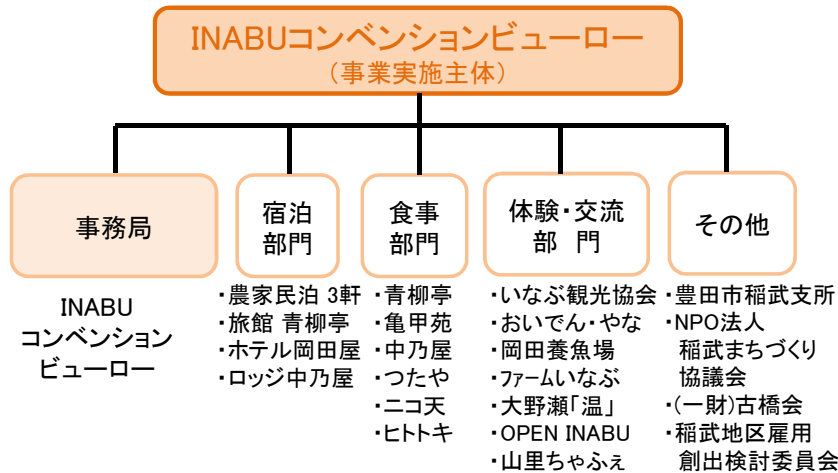 INABUコンベンションビューロー
（事業実施主体）
事務局
INABU
コンベンション
ビューロー
宿泊
部門
・農家民泊 3軒
・旅館 青柳亭
・ホテル岡田屋
・ロッジ中乃屋
食事
部門
・青柳亭
・亀甲苑
・中乃屋
・つたや
・ニコ天
・ヒトトキ
体験・交流
部 門
・いなぶ観光協会
・おいでん・やな
・岡田養魚場
・ファームいなぶ
・大野瀬「温」
・OPEN INABU
・山里ちゃふぇ
その他
・豊田市稲武支所
・NPO法人
稲武まちづくり
協議会
・(一財)古橋会
・稲武地区雇用
創出検討委員会